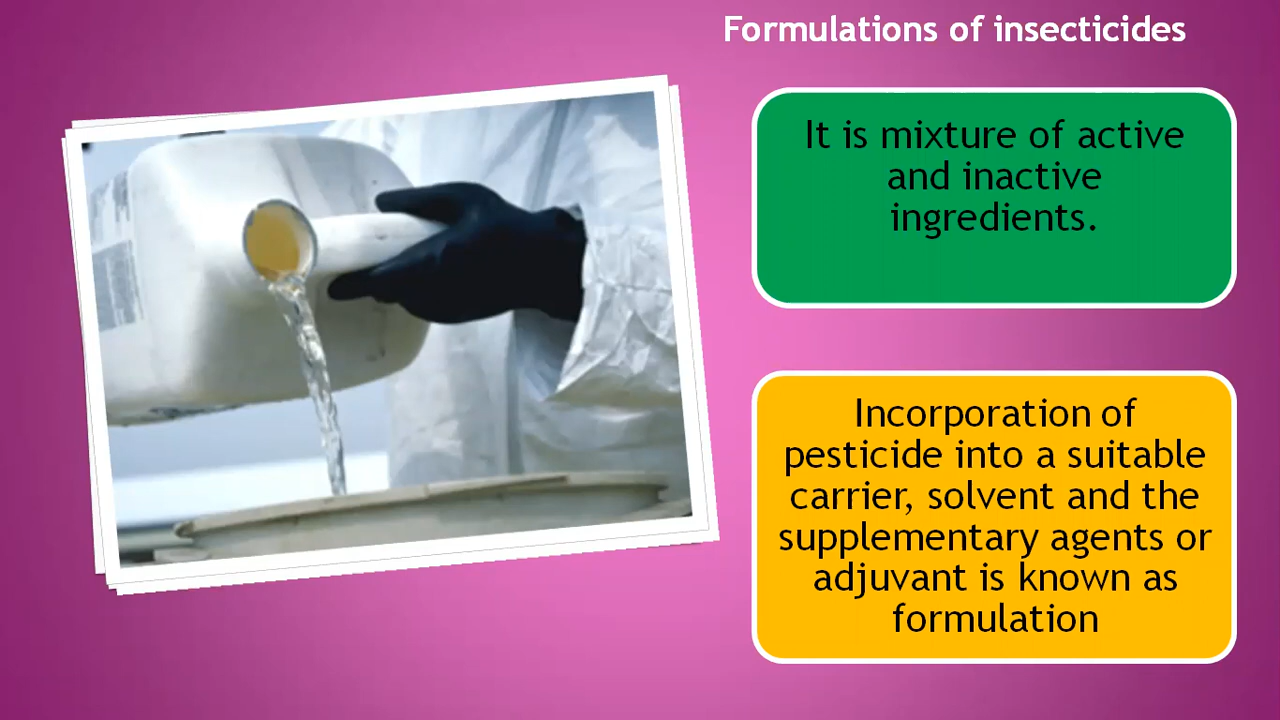 Formulations of insecticides
It is mixture of active
and inactive
ingredients.
Incorporation of
pesticide into a suitable
carrier, solvent and the
supplementary agents or
adjuvant is known as
formulation